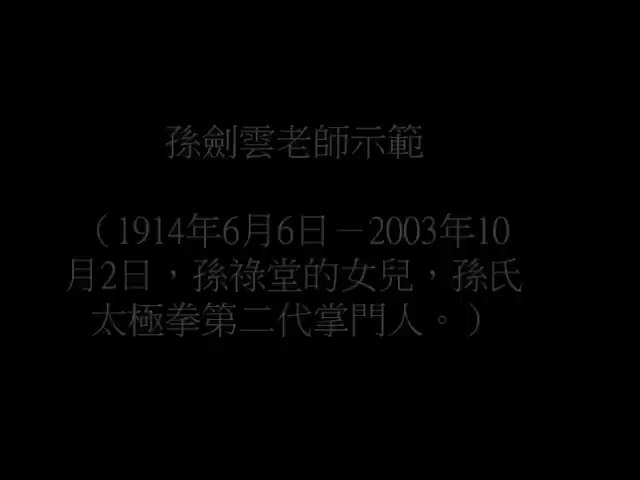 孫劍雲老師示範
（1914年6月6日－2003年10
月2日，孫祿堂的女兒，孫氏
太極拳第二代掌門人。）